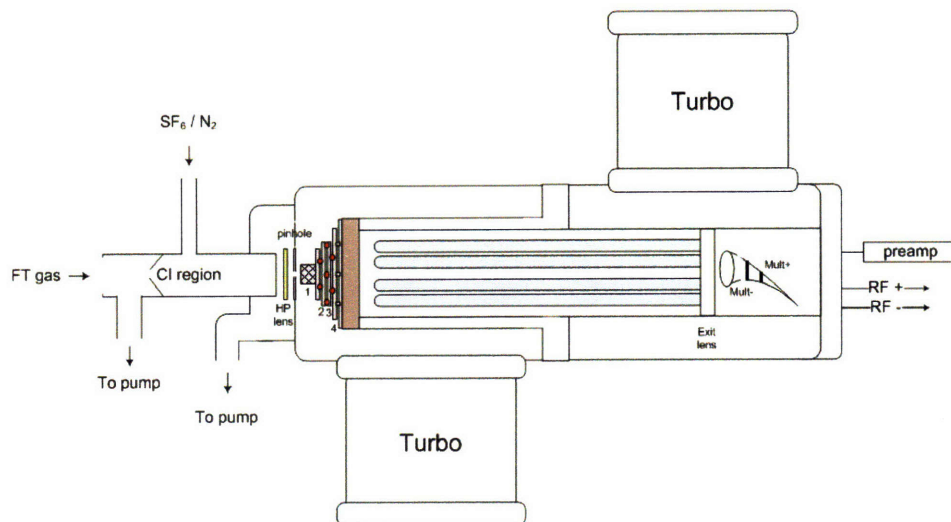 Turbo
SF₆ / N₂
pinhole
FT gas
CI region
preamp
Mult+
Mult-
RF +
RF -
1
HP
lens
2
3
4
Exit
lens
To pump
To pump
Turbo